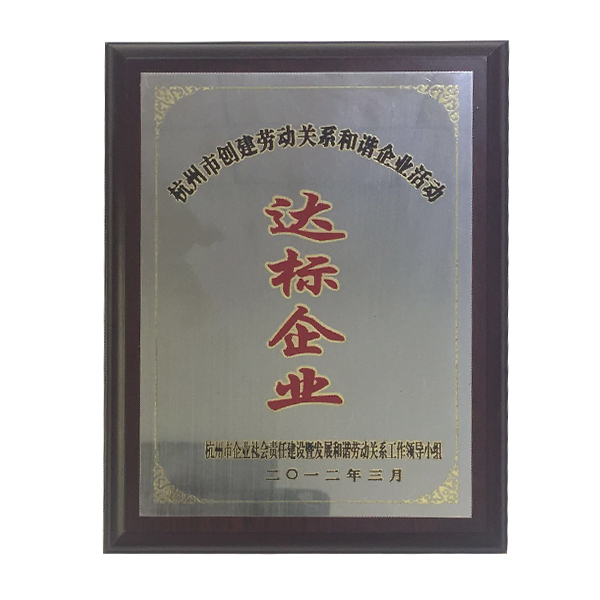 杭州市创建劳动关系和谐企业活动
达标企业
杭州市企业社会责任建设暨发展和谐劳动关系工作领导小组
二〇一二年三月